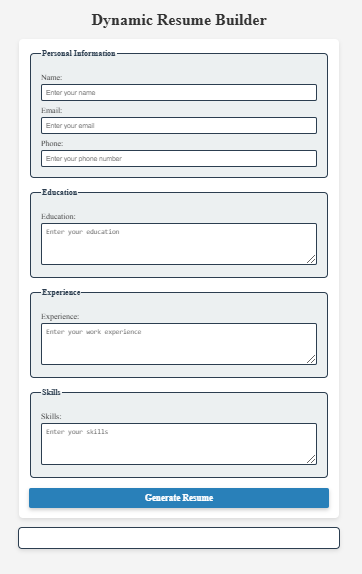 Dynamic Resume Builder
Personal Information
Name:
Enter your name
Email:
Enter your email
Phone:
Enter your phone number
Education
Education:
Enter your education
Experience
Experience:
Enter your work experience
Skills
Skills:
Enter your skills
Generate Resume